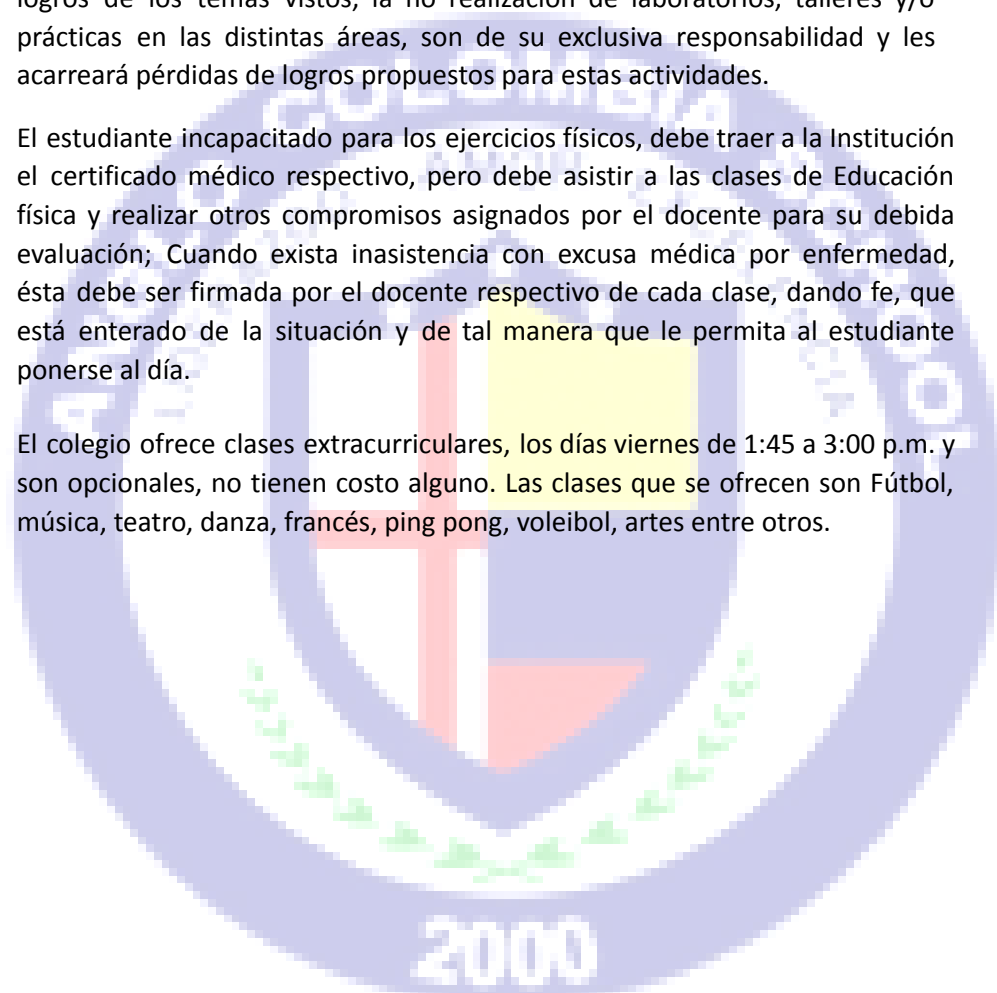 logros de los temas vistos, la no realización de laboratorios, talleres y/o
prácticas en las distintas áreas, son de su exclusiva responsabilidad y les
acarreará pérdidas de logros propuestos para estas actividades.
El estudiante incapacitado para los ejercicios físicos, debe traer a la Institución
el certificado médico respectivo, pero debe asistir a las clases de Educación
física y realizar otros compromisos asignados por el docente para su debida
evaluación; Cuando exista inasistencia con excusa médica por enfermedad,
ésta debe ser firmada por el docente respectivo de cada clase, dando fe, que
está enterado de la situación y de tal manera que le permita al estudiante
ponerse al día.
El colegio ofrece clases extracurriculares, los días viernes de 1:45 a 3:00 p.m. y
son opcionales, no tienen costo alguno. Las clases que se ofrecen son Fútbol,
música, teatro, danza, francés, ping pong, voleibol, artes entre otros.
COLOMBIA
2000